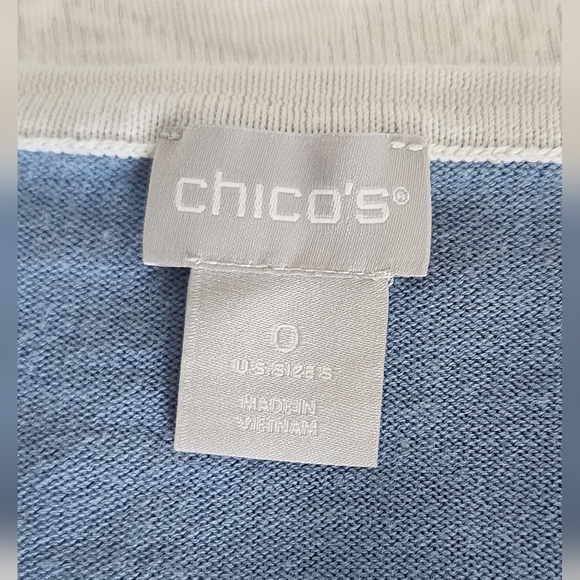 chico's®
0
U.S. SIZE S
MADE IN
VIETNAM